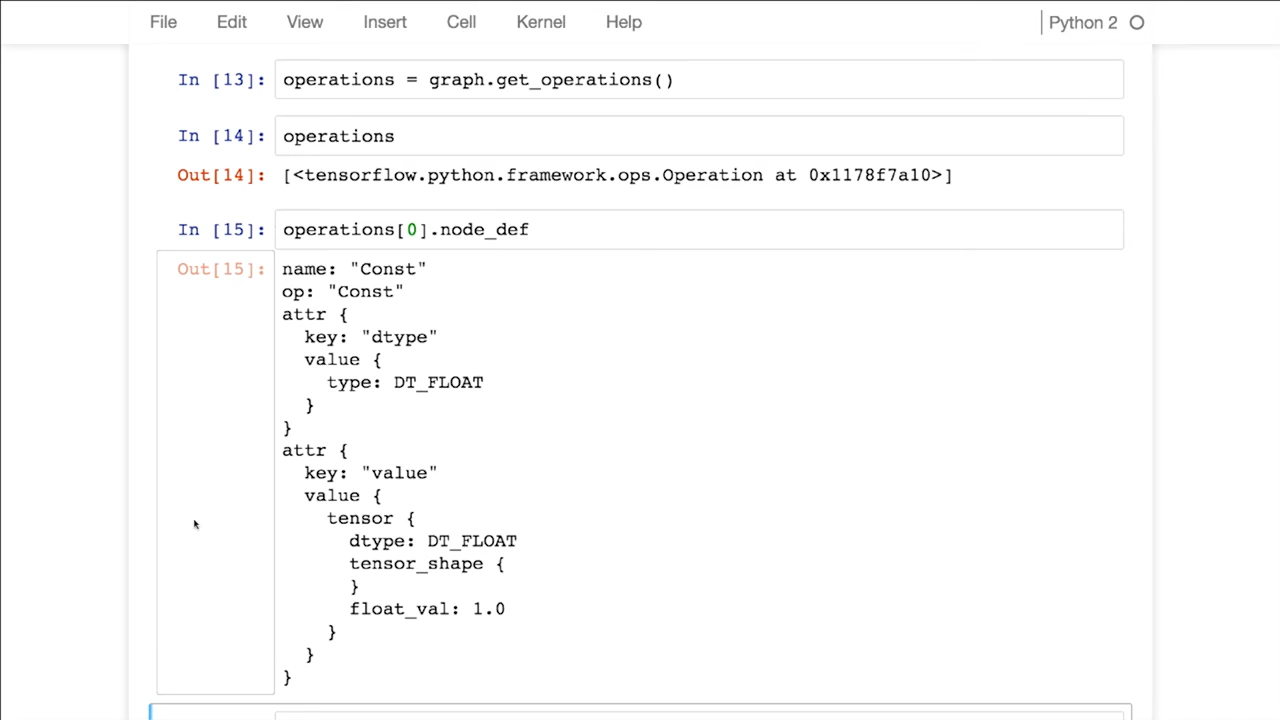 File Edit View Insert Cell Kernel Help Python 2
In [13]: operations = graph.get_operations()
In [14]: operations
Out[14]: [<tensorflow.python.framework.ops.Operation at 0x1178f7a10>]
In [15]: operations[0].node_def
Out[15]: name: "Const"
op: "Const"
attr {
  key: "dtype"
  value {
    type: DT_FLOAT
  }
}
attr {
  key: "value"
  value {
    tensor {
      dtype: DT_FLOAT
      tensor_shape {
      }
      float_val: 1.0
    }
  }
}